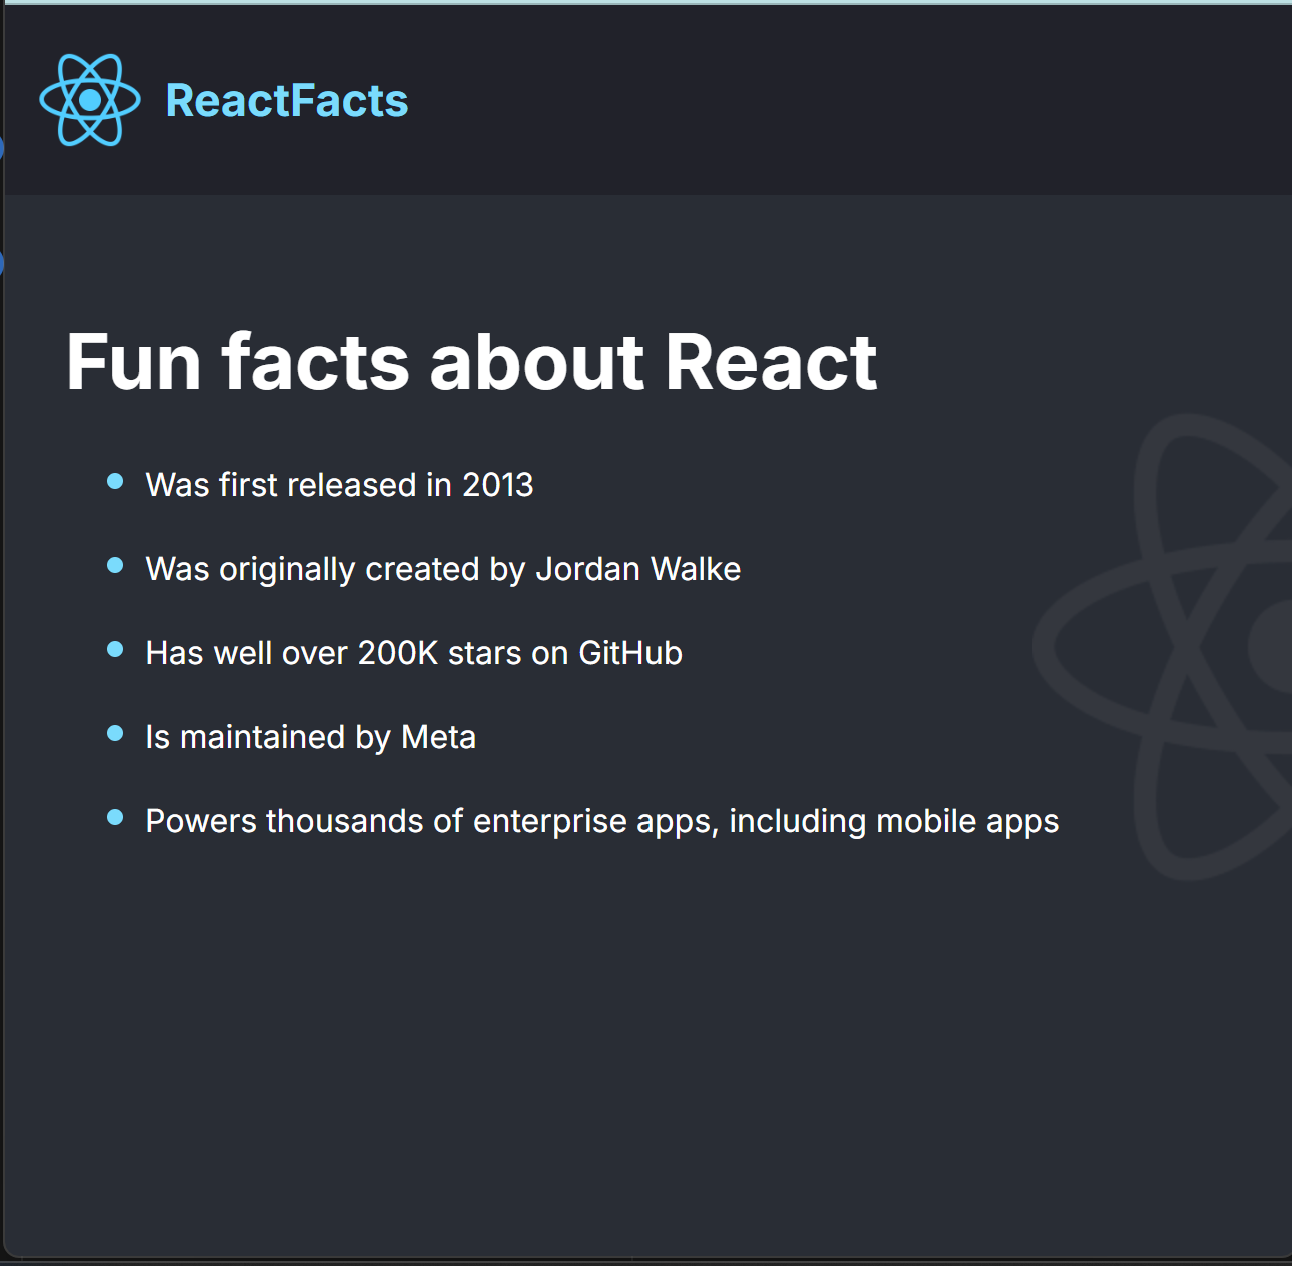 ReactFacts
Fun facts about React
Was first released in 2013
Was originally created by Jordan Walke
Has well over 200K stars on GitHub
Is maintained by Meta
Powers thousands of enterprise apps, including mobile apps